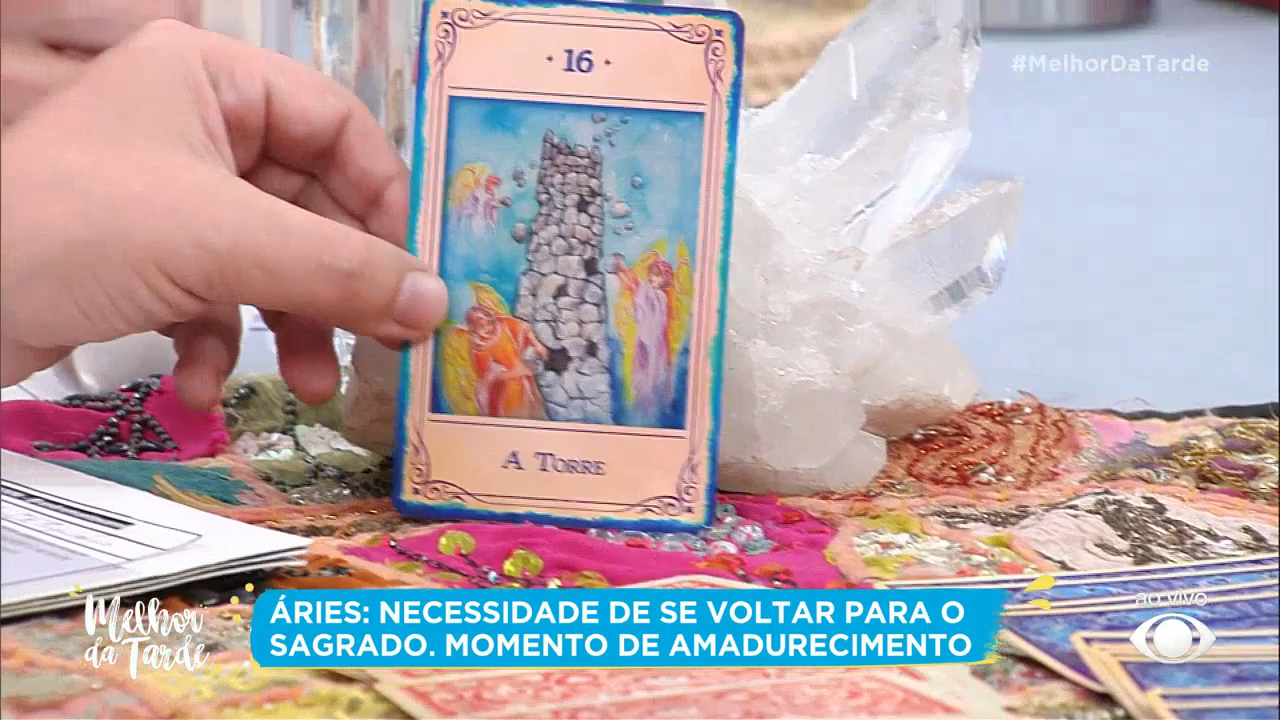 · 16 ·
#MelhorDaTarde
A TORRE
ao vivo
Melhor
da Tarde
ÁRIES: NECESSIDADE DE SE VOLTAR PARA O
SAGRADO. MOMENTO DE AMADURECIMENTO